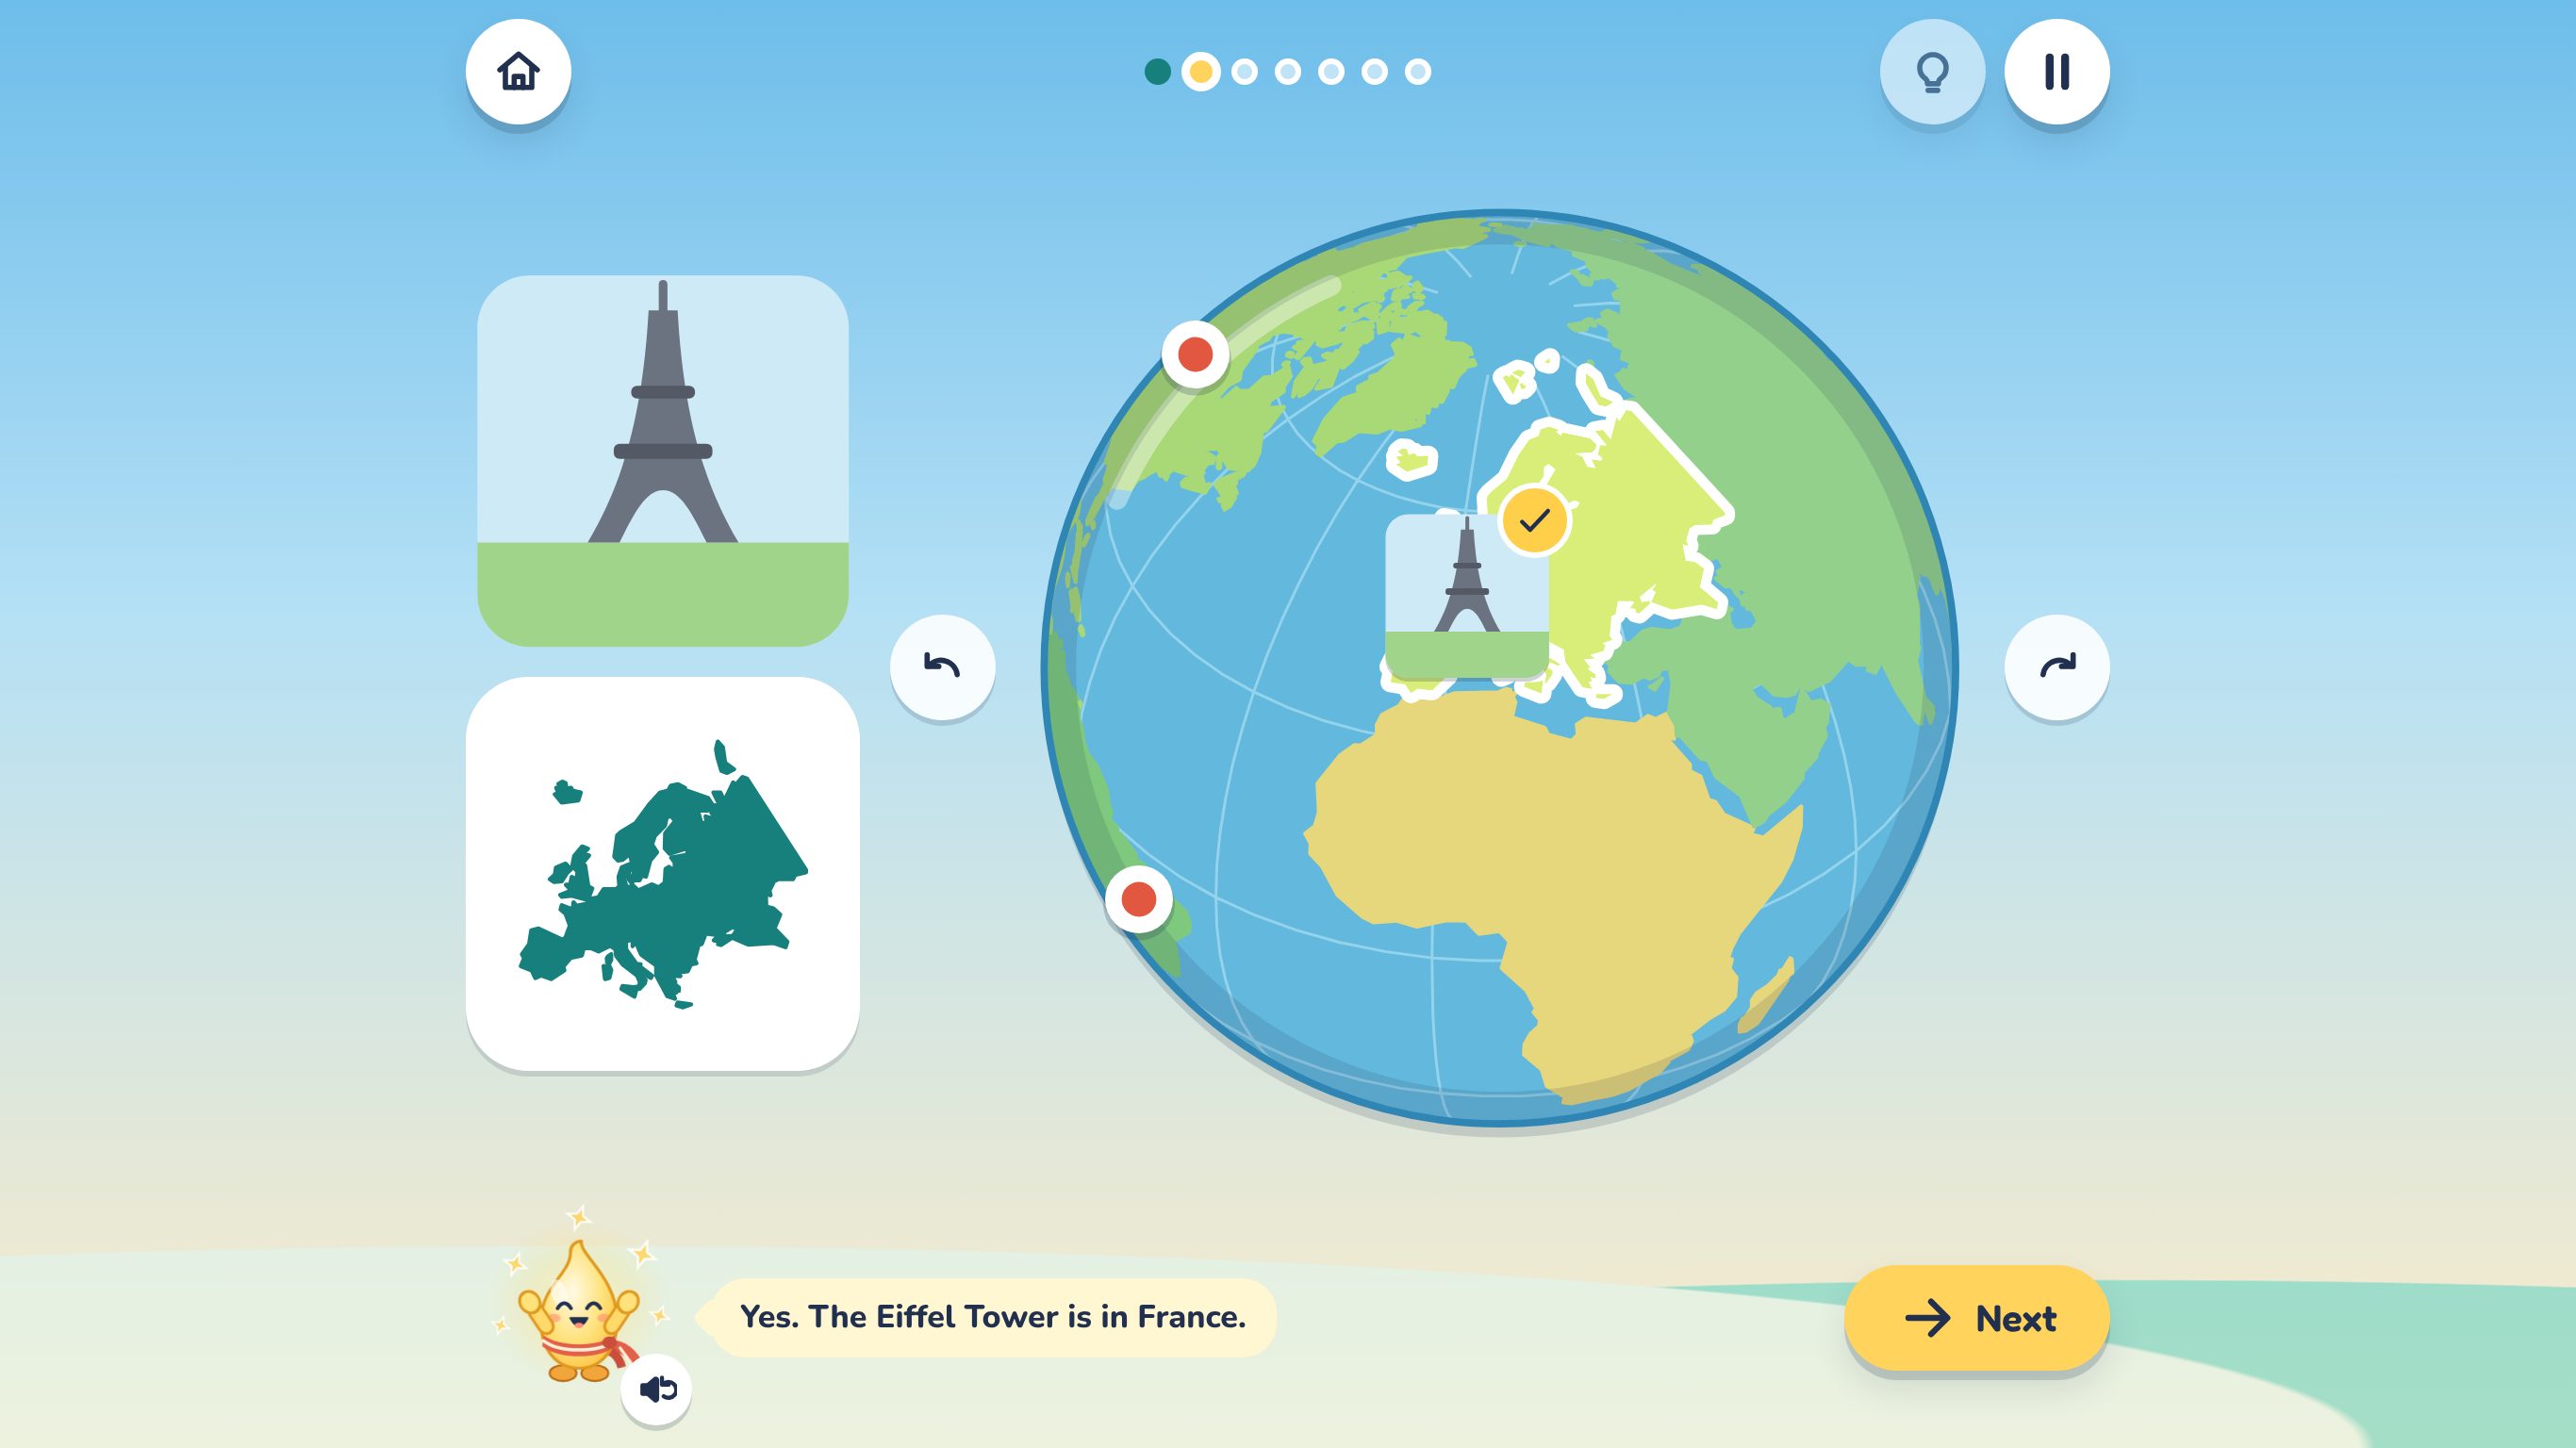 Yes. The Eiffel Tower is in France.
Next